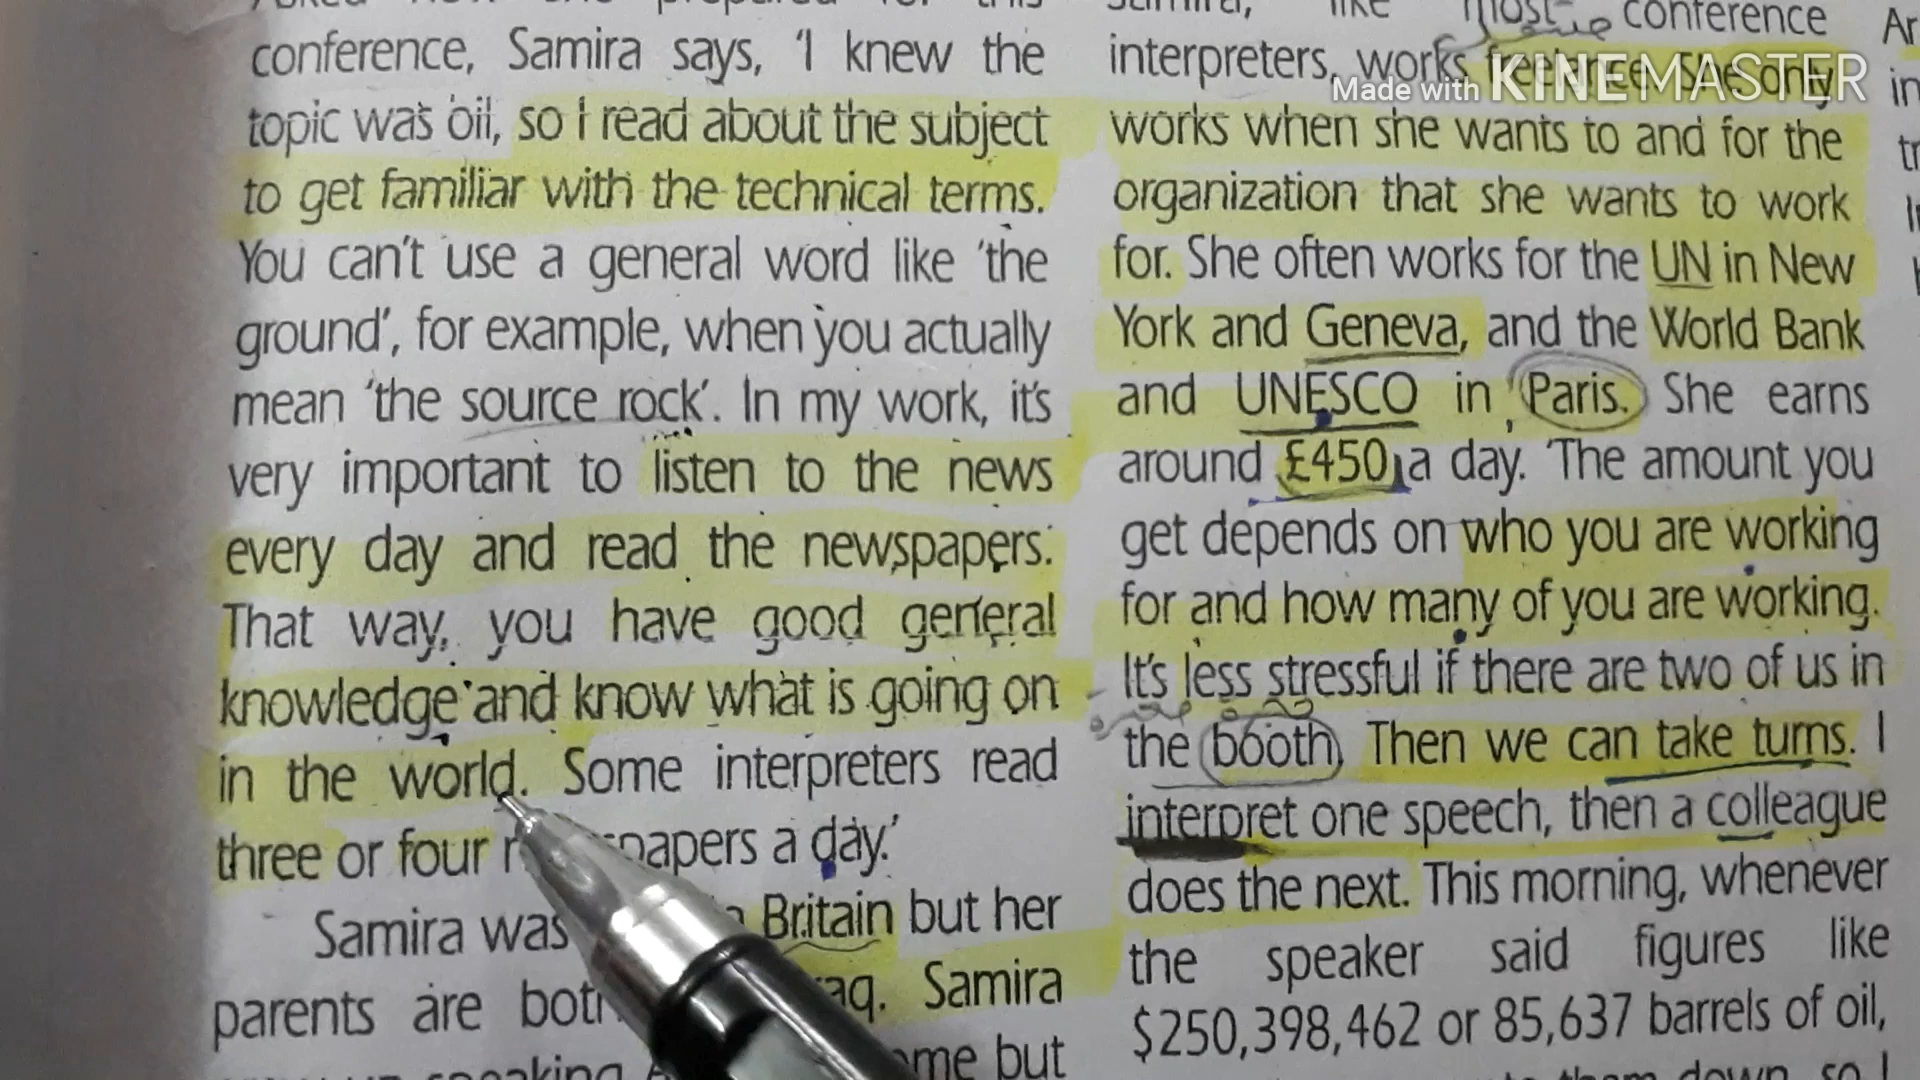 conference, Samira says, 'I knew the
topic was oil, so I read about the subject
to get familiar with the technical terms.
You can't use a general word like 'the
ground', for example, when you actually
mean 'the source rock'. In my work, it's
very important to listen to the news
every day and read the newspapers.
That way, you have good general
knowledge and know what is going on
in the world. Some interpreters read
three or four papers a day.'
Samira was Britain but her
parents are Samira
but
most conference
interpreters, works freelance. She only
Made with KINEMASTER
works when she wants to and for the
organization that she wants to work
for. She often works for the UN in New
York and Geneva, and the World Bank
and UNESCO in Paris. She earns
around £450 a day. 'The amount you
get depends on who you are working
for and how many of you are working.
It's less stressful if there are two of us in
the booth. Then we can take turns. I
interpret one speech, then a colleague
does the next. This morning, whenever
the speaker said figures like
$250,398,462 or 85,637 barrels of oil,